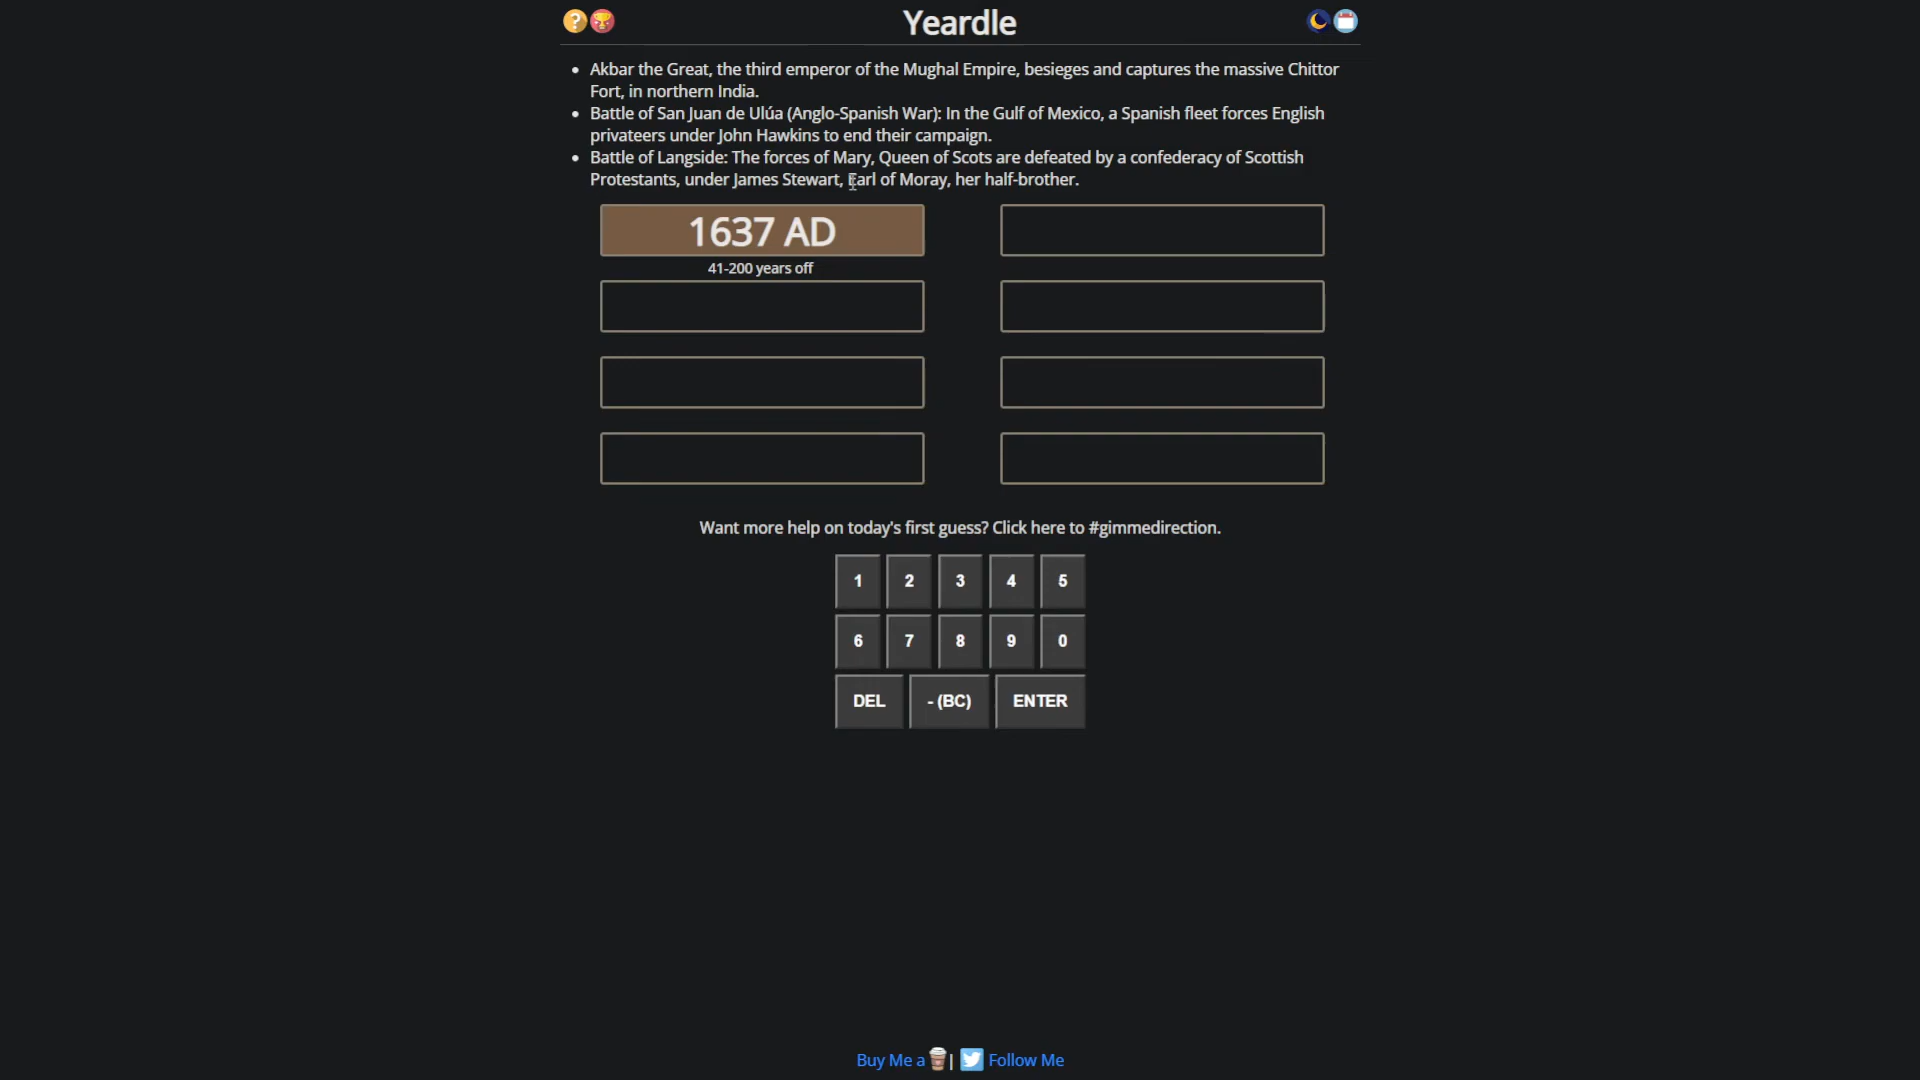 Yeardle
Akbar the Great, the third emperor of the Mughal Empire, besieges and captures the massive Chittor
Fort, in northern India.
Battle of San Juan de Ulúa (Anglo-Spanish War): In the Gulf of Mexico, a Spanish fleet forces English
privateers under John Hawkins to end their campaign.
Battle of Langside: The forces of Mary, Queen of Scots are defeated by a confederacy of Scottish
Protestants, under James Stewart, Earl of Moray, her half-brother.
1637 AD
41-200 years off
Want more help on today's first guess? Click here to #gimmedirection.
1 2 3 4 5
6 7 8 9 0
DEL - (BC) ENTER
Buy Me a | Follow Me